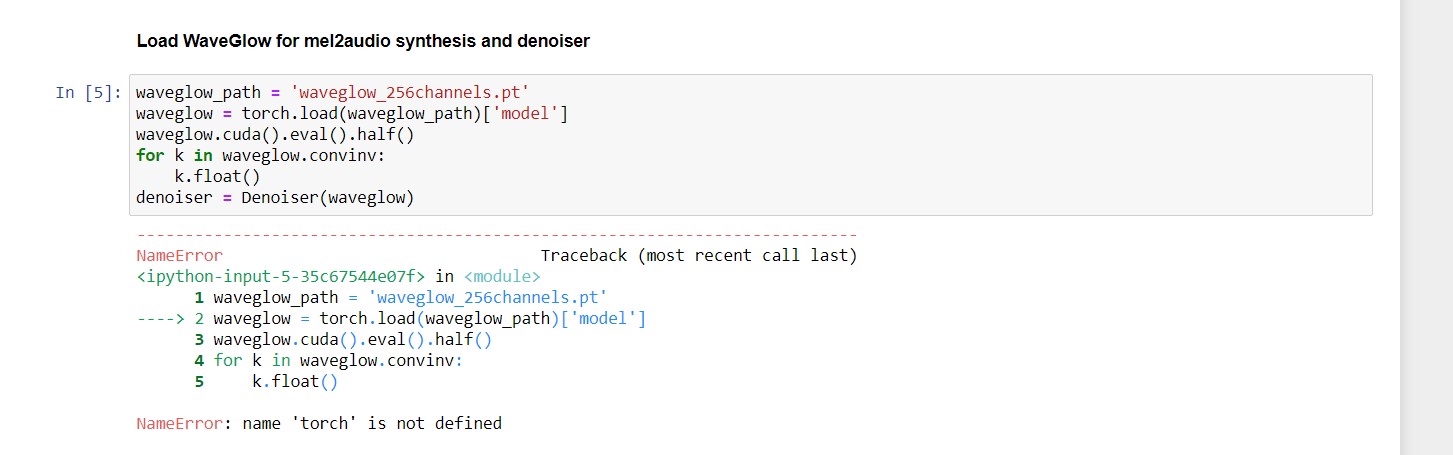 Load WaveGlow for mel2audio synthesis and denoiser
In [5]: waveglow_path = 'waveglow_256channels.pt'
waveglow = torch.load(waveglow_path)['model']
waveglow.cuda().eval().half()
for k in waveglow.convinv:
    k.float()
denoiser = Denoiser(waveglow)
---------------------------------------------------------------------------
NameError                                 Traceback (most recent call last)
<ipython-input-5-35c67544e07f> in <module>
      1 waveglow_path = 'waveglow_256channels.pt'
----> 2 waveglow = torch.load(waveglow_path)['model']
      3 waveglow.cuda().eval().half()
      4 for k in waveglow.convinv:
      5     k.float()
NameError: name 'torch' is not defined